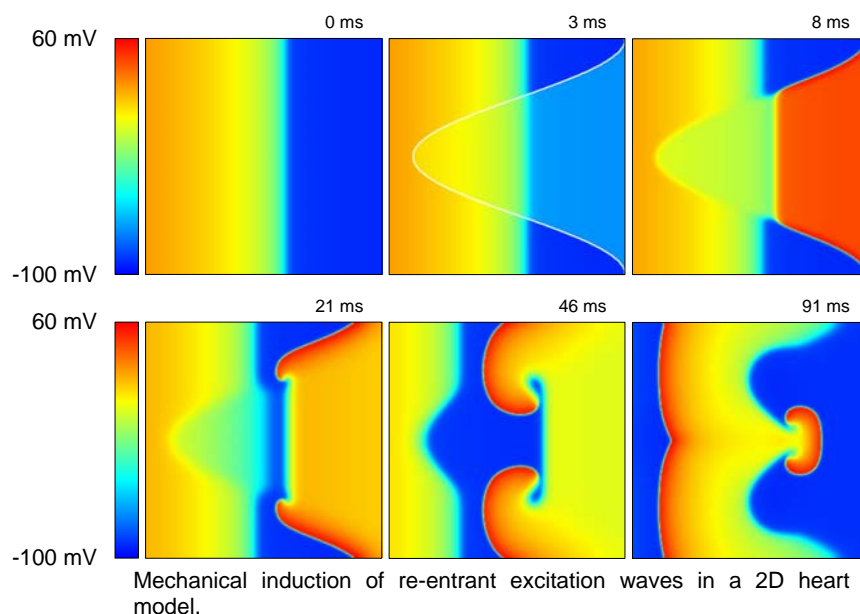 0 ms
3 ms
8 ms
60 mV
-100 mV
21 ms
46 ms
91 ms
60 mV
-100 mV
Mechanical induction of re-entrant excitation waves in a 2D heart
model.